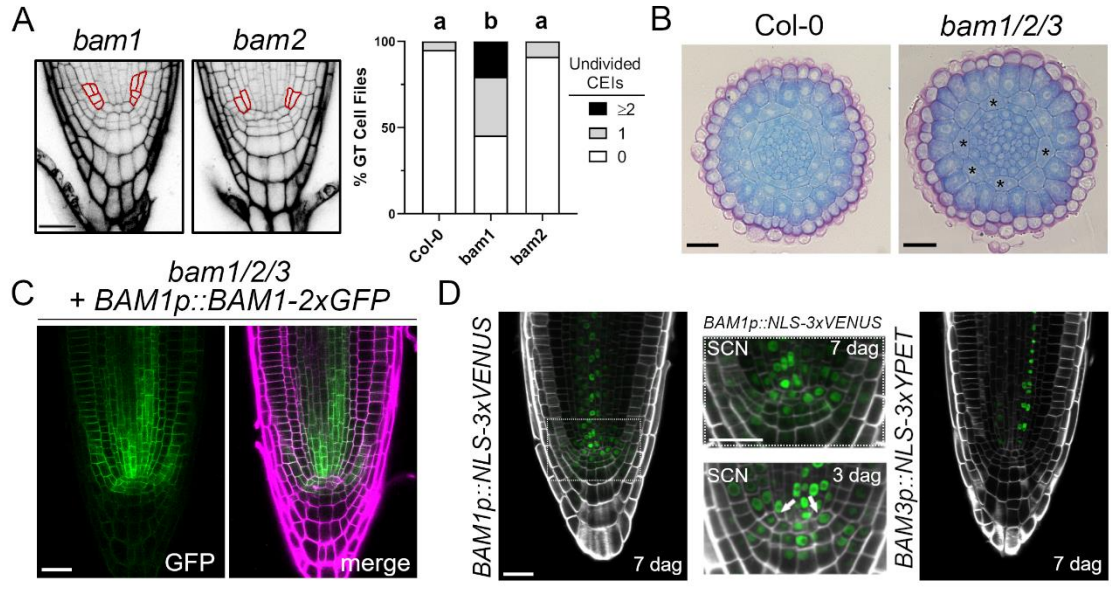 A
bam1
bam2
a
b
a
100
50
0
% GT Cell Files
Col-0
bam1
bam2
Undivided
CEIs
≥2
1
0
B
Col-0
bam1/2/3
*
*
*
*
*
C
bam1/2/3
+ BAM1p::BAM1-2xGFP
GFP
merge
D
BAM1p::NLS-3xVENUS
7 dag
BAM1p::NLS-3xVENUS
SCN
7 dag
SCN
3 dag
BAM3p::NLS-3xYPET
7 dag